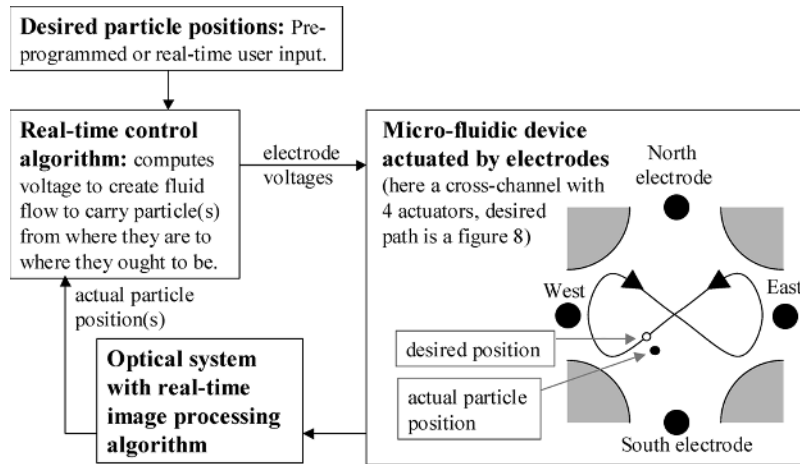 Desired particle positions: Pre-
programmed or real-time user input.
Real-time control
algorithm: computes
voltage to create fluid
flow to carry particle(s)
from where they are to
where they ought to be.
electrode
voltages
Micro-fluidic device
actuated by electrodes
(here a cross-channel with
4 actuators, desired
path is a figure 8)
North
electrode
West
East
desired position
actual particle
position
South electrode
actual particle
position(s)
Optical system
with real-time
image processing
algorithm